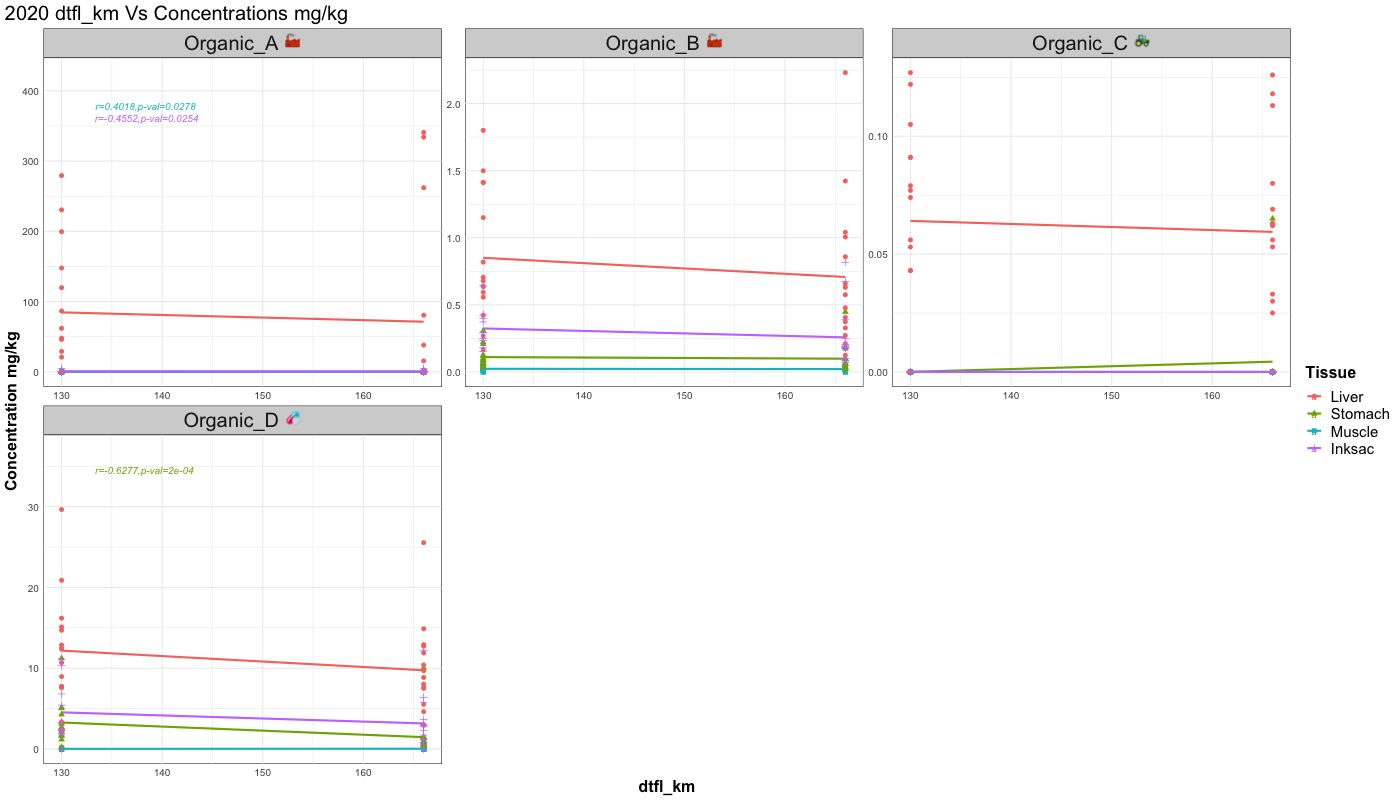 2020 dtfl_km Vs Concentrations mg/kg
Organic_A 🏭
Organic_B 🏭
Organic_C 🚜
r=0.4018,p-val=0.0278
r=-0.4552,p-val=0.0254
400
300
200
100
0
130 140 150 160
2.0
1.5
1.0
0.5
0.0
130 140 150 160
0.10
0.05
0.00
130 140 150 160
Organic_D 💊
r=-0.6277,p-val=2e-04
30
20
10
0
130 140 150 160
Concentration mg/kg
dtfl_km
Tissue
Liver
Stomach
Muscle
Inksac